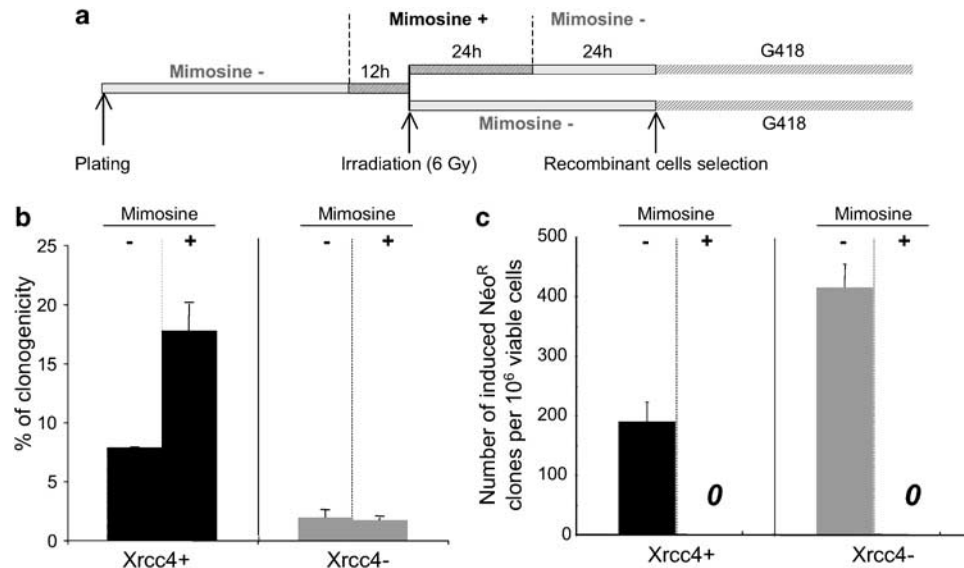 a
Mimosine + Mimosine -
24h 24h G418
Mimosine - 12h
Mimosine - G418
Plating Irradiation (6 Gy) Recombinant cells selection
b
Mimosine Mimosine
- + - +
% of clonogenicity
25
20
15
10
5
0
Xrcc4+ Xrcc4-
c
Mimosine Mimosine
- + - +
Number of induced Néo^R
clones per 10^6 viable cells
500
400
300
200
100
0
0 0
Xrcc4+ Xrcc4-